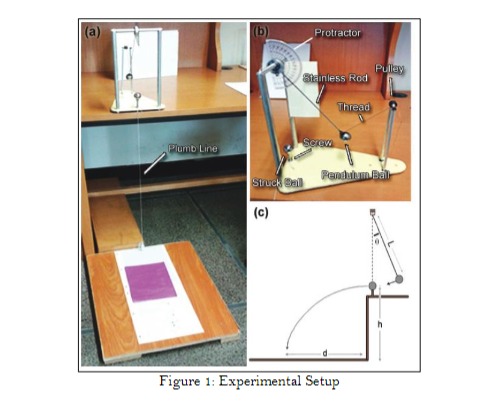 (a)
Plumb Line
(b)
Protractor
Pulley
Stainless Rod
Thread
Screw
Struck Ball
Pendulum Ball
(c)
θ
L
h
d
Figure 1: Experimental Setup